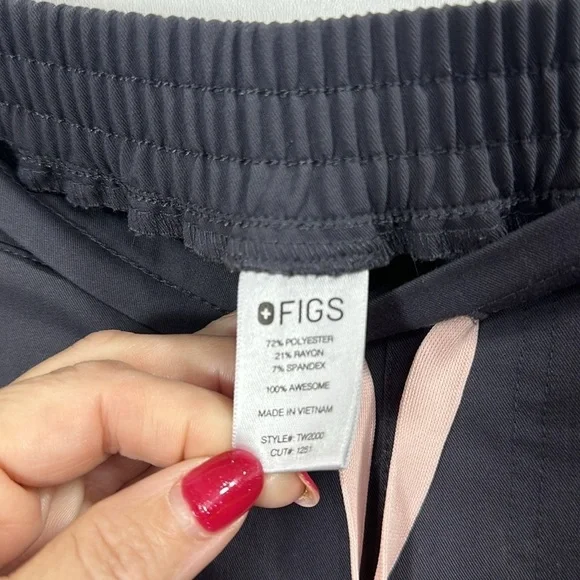 FIGS
72% POLYESTER
21% RAYON
7% SPANDEX
100% AWESOME
MADE IN VIETNAM
STYLE#: TW2000
CUT#: 1251